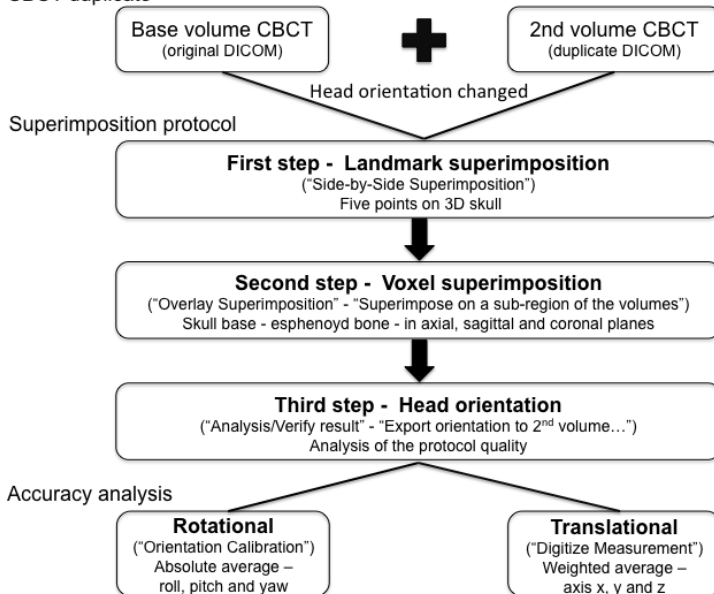 CBCT duplicate
Base volume CBCT
(original DICOM)
2nd volume CBCT
(duplicate DICOM)
Head orientation changed
Superimposition protocol
First step - Landmark superimposition
("Side-by-Side Superimposition")
Five points on 3D skull
Second step - Voxel superimposition
("Overlay Superimposition" - "Superimpose on a sub-region of the volumes")
Skull base - esphenoyd bone - in axial, sagittal and coronal planes
Third step - Head orientation
("Analysis/Verify result" - "Export orientation to 2nd volume...")
Analysis of the protocol quality
Accuracy analysis
Rotational
("Orientation Calibration")
Absolute average –
roll, pitch and yaw
Translational
("Digitize Measurement")
Weighted average –
axis x, y and z